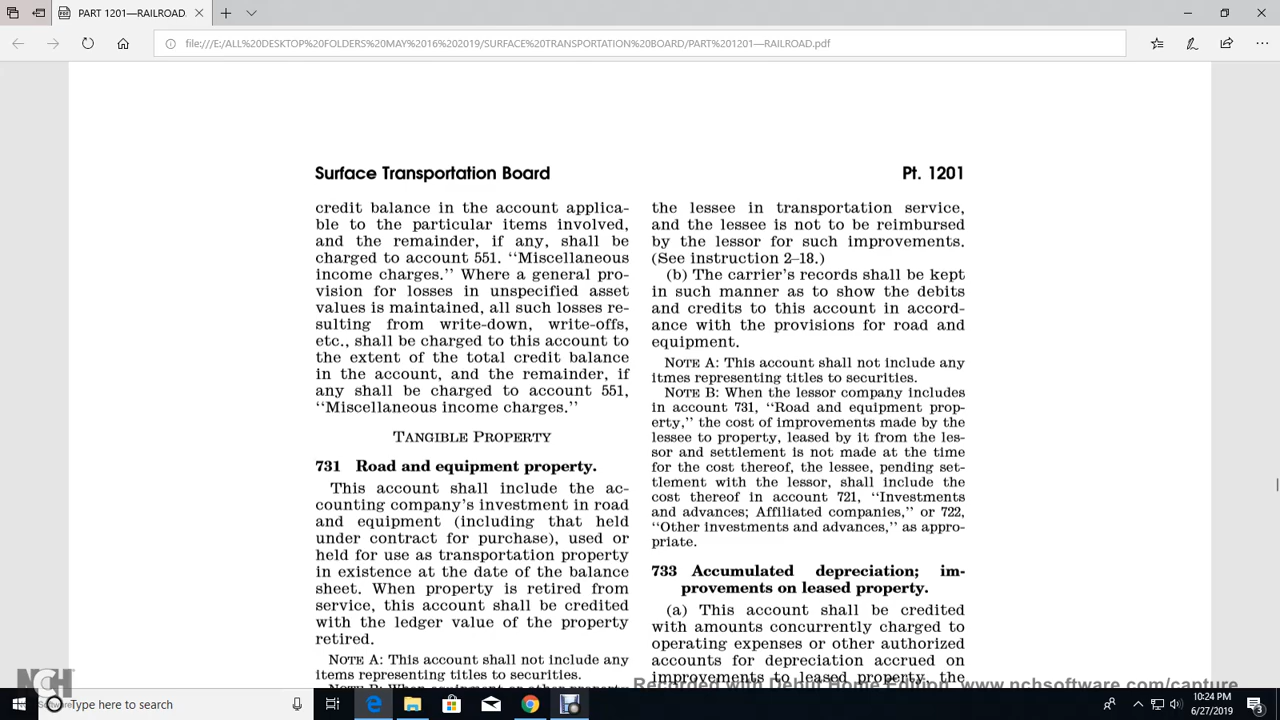 PART 1201—RAILROAD.
file:///E:/ALL%20DESKTOP%20FOLDERS%20MAY%2016%202019/SURFACE%20TRANSPORTATION%20BOARD/PART%201201—RAILROAD.pdf
Surface Transportation Board
Pt. 1201
credit balance in the account applica-
ble to the particular items involved,
and the remainder, if any, shall be
charged to account 551. ‘‘Miscellaneous
income charges.’’ Where a general pro-
vision for losses in unspecified asset
values is maintained, all such losses re-
sulting from write-down, write-offs,
etc., shall be charged to this account to
the extent of the total credit balance
in the account, and the remainder, if
any shall be charged to account 551,
‘‘Miscellaneous income charges.’’
TANGIBLE PROPERTY
731 Road and equipment property.
This account shall include the ac-
counting company’s investment in road
and equipment (including that held
under contract for purchase), used or
held for use as transportation property
in existence at the date of the balance
sheet. When property is retired from
service, this account shall be credited
with the ledger value of the property
retired.
NOTE A: This account shall not include any
items representing titles to securities.
the lessee in transportation service,
and the lessee is not to be reimbursed
by the lessor for such improvements.
(See instruction 2–18.)
(b) The carrier’s records shall be kept
in such manner as to show the debits
and credits to this account in accord-
ance with the provisions for road and
equipment.
NOTE A: This account shall not include any
itmes representing titles to securities.
NOTE B: When the lessor company includes
in account 731, ‘‘Road and equipment prop-
erty,’’ the cost of improvements made by the
lessee to property, leased by it from the les-
sor and settlement is not made at the time
for the cost thereof, the lessee, pending set-
tlement with the lessor, shall include the
cost thereof in account 721, ‘‘Investments
and advances; Affiliated companies,’’ or 722,
‘‘Other investments and advances,’’ as appro-
priate.
733 Accumulated depreciation; im-
provements on leased property.
(a) This account shall be credited
with amounts concurrently charged to
operating expenses or other authorized
accounts for depreciation accrued on
improvements to leased property, the
Recorded with Debut Home Edition. www.nchsoftware.com/capture
NCH
Type here to search
10:24 PM
6/27/2019
3